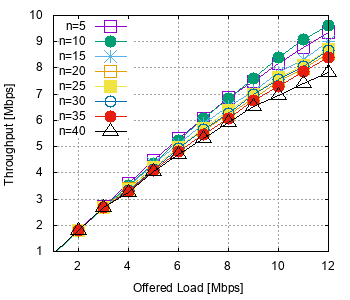 10
9
8
7
6
5
4
3
2
1
Throughput [Mbps]
n=5
n=10
n=15
n=20
n=25
n=30
n=35
n=40
2 4 6 8 10 12
Offered Load [Mbps]